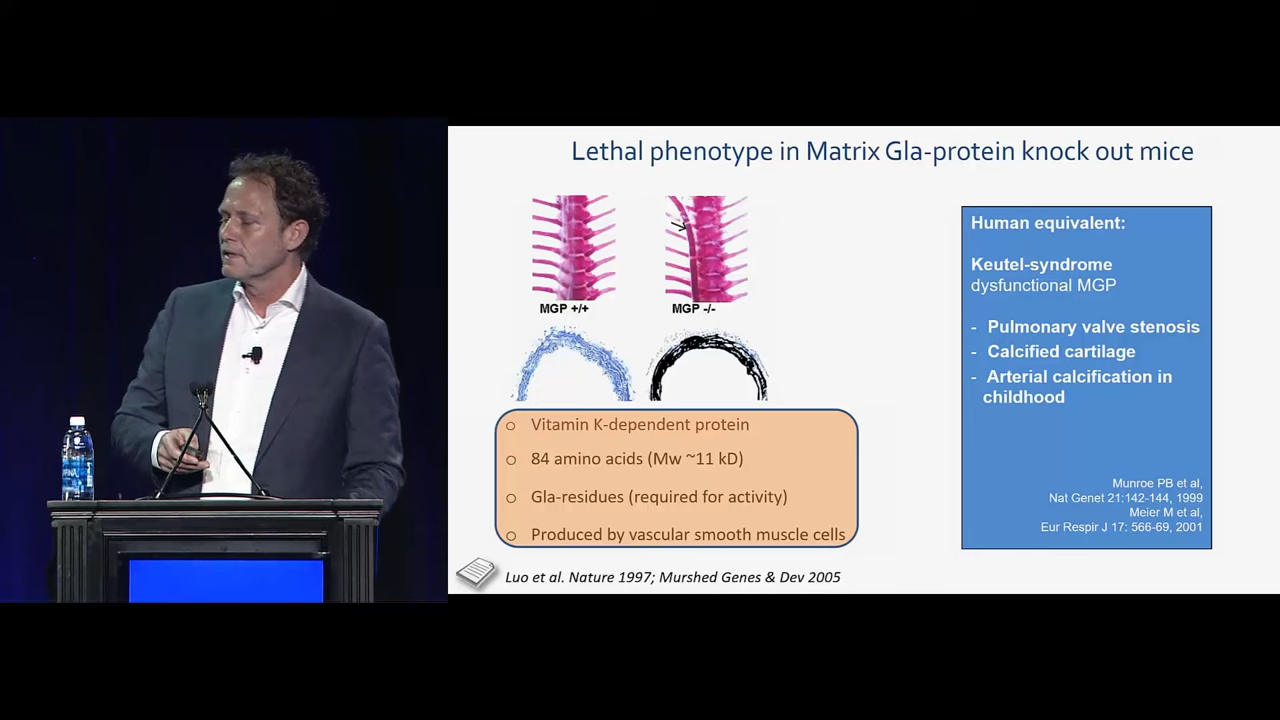 Lethal phenotype in Matrix Gla-protein knock out mice
MGP +/+
MGP -/-
o Vitamin K-dependent protein
o 84 amino acids (Mw ~11 kD)
o Gla-residues (required for activity)
o Produced by vascular smooth muscle cells
Luo et al. Nature 1997; Murshed Genes & Dev 2005
Human equivalent:
Keutel-syndrome
dysfunctional MGP
- Pulmonary valve stenosis
- Calcified cartilage
- Arterial calcification in
childhood
Munroe PB et al,
Nat Genet 21:142-144, 1999
Meier M et al,
Eur Respir J 17: 566-69, 2001